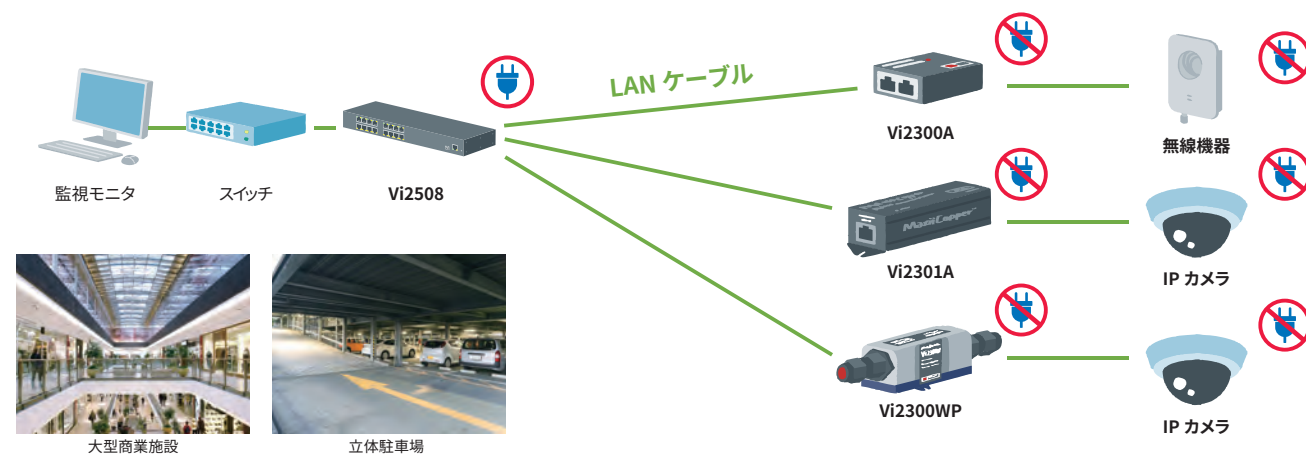 LAN ケーブル
Vi2300A
無線機器
監視モニタ
スイッチ
Vi2508
MagiCopper
Vi2301A
IP カメラ
Vi2300WP
IP カメラ
大型商業施設
立体駐車場